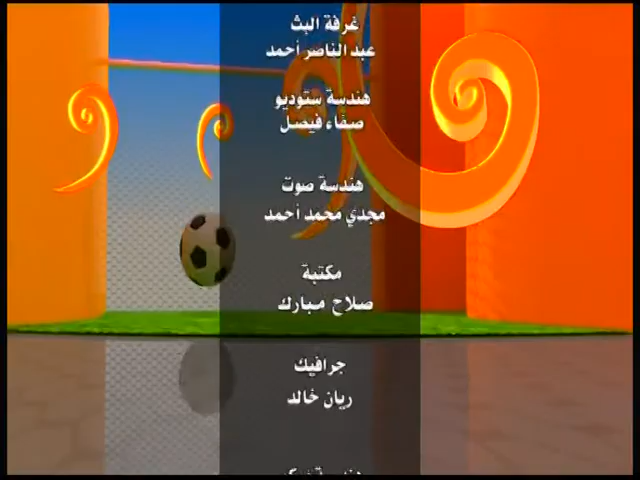 غرفة البث
عبد الناصر أحمد
هندسة ستوديو
صفاء فيصل
هندسة صوت
مجدي محمد أحمد
مكتبة
صلاح مبارك
جرافيك
ريان خالد